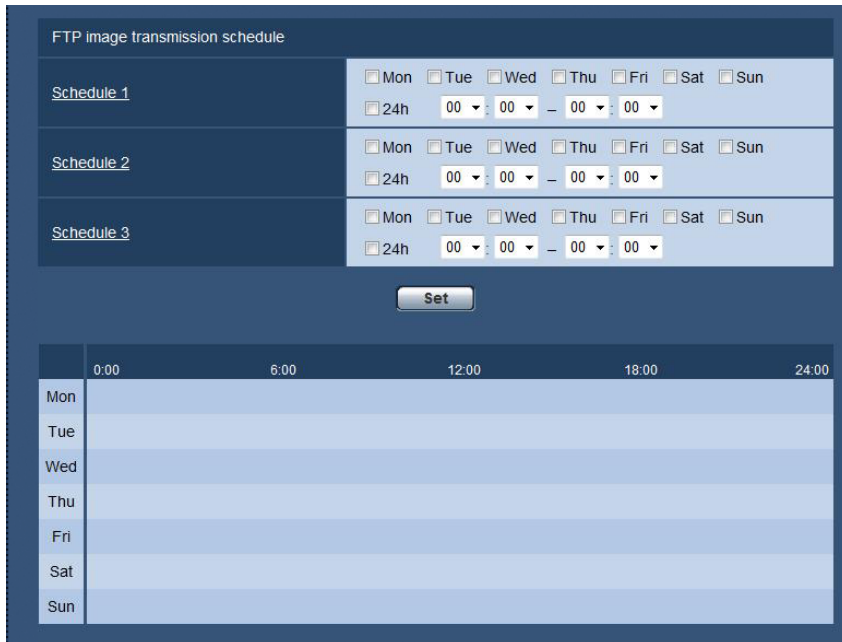 FTP image transmission schedule
Schedule 1
Mon Tue Wed Thu Fri Sat Sun
24h 00 : 00 – 00 : 00
Schedule 2
Mon Tue Wed Thu Fri Sat Sun
24h 00 : 00 – 00 : 00
Schedule 3
Mon Tue Wed Thu Fri Sat Sun
24h 00 : 00 – 00 : 00
Set
0:00 6:00 12:00 18:00 24:00
Mon
Tue
Wed
Thu
Fri
Sat
Sun